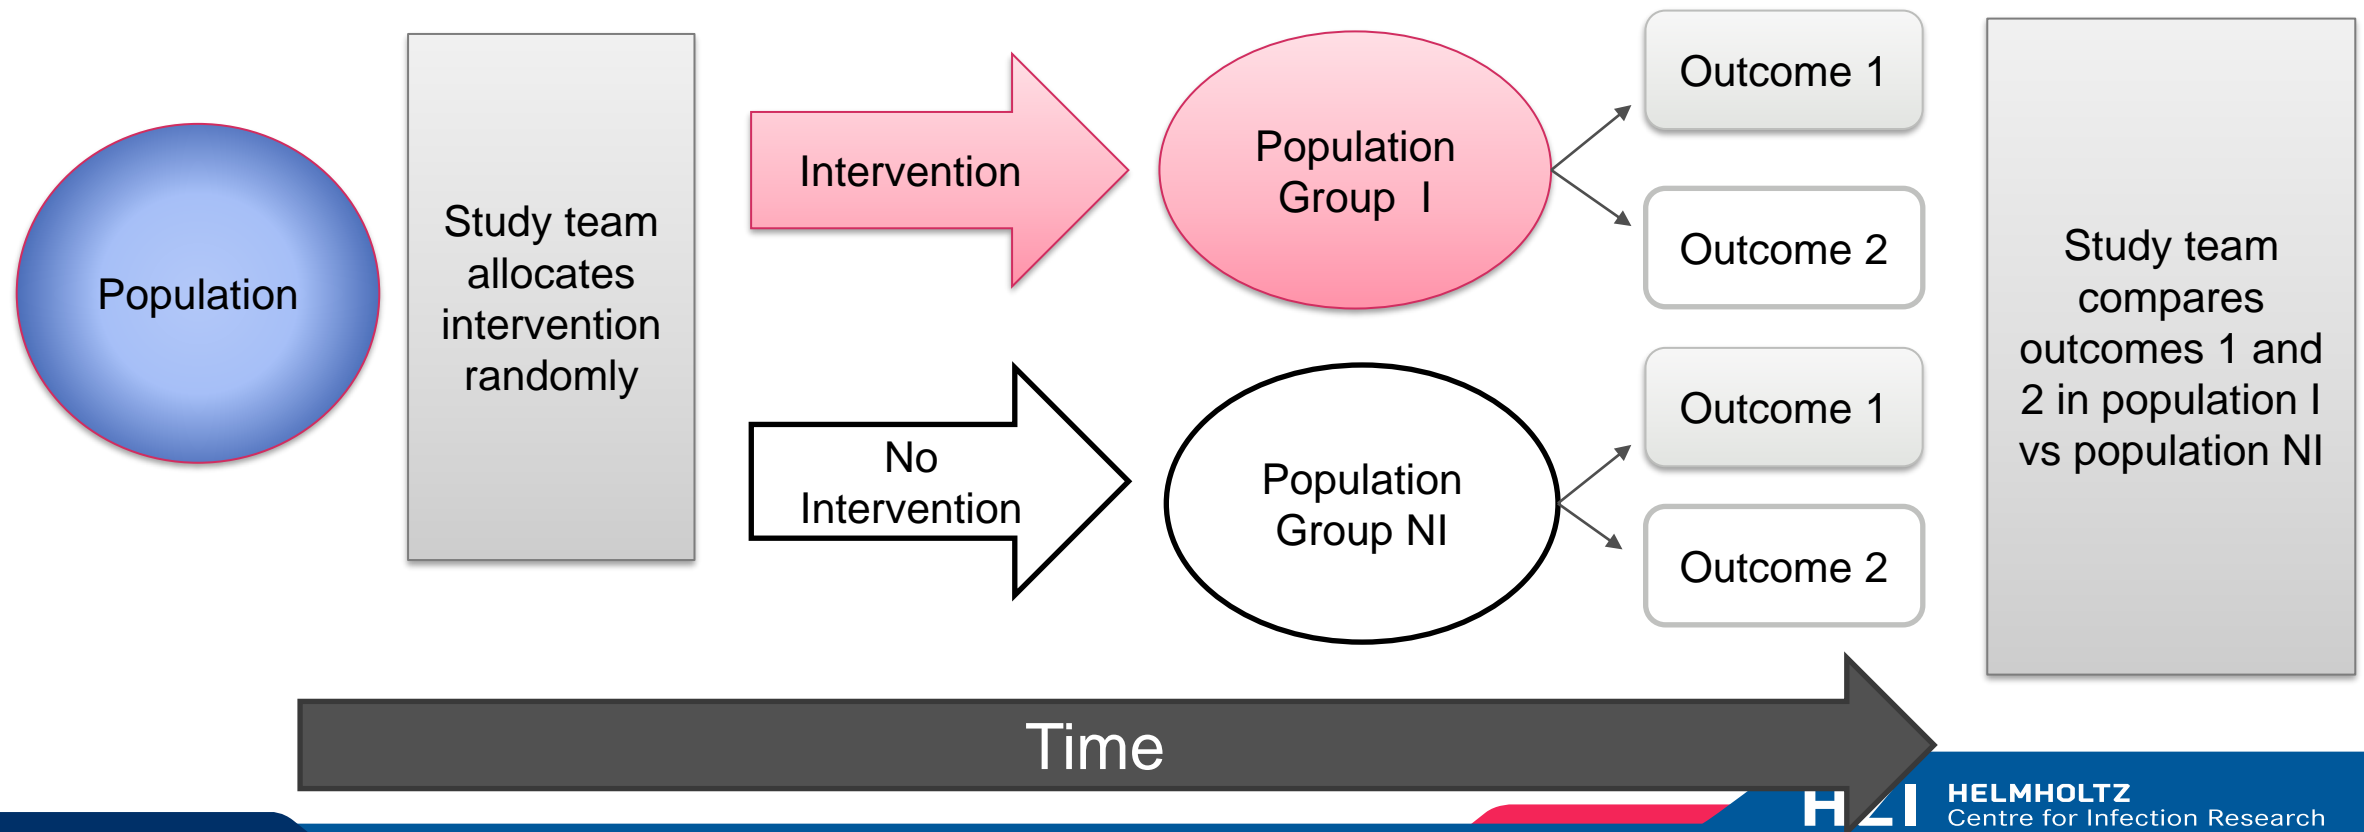 Population
Study team
allocates
intervention
randomly
Intervention
No
Intervention
Population
Group I
Population
Group NI
Outcome 1
Outcome 2
Outcome 1
Outcome 2
Study team
compares
outcomes 1 and
2 in population I
vs population NI
Time
HZI
HELMHOLTZ
Centre for Infection Research